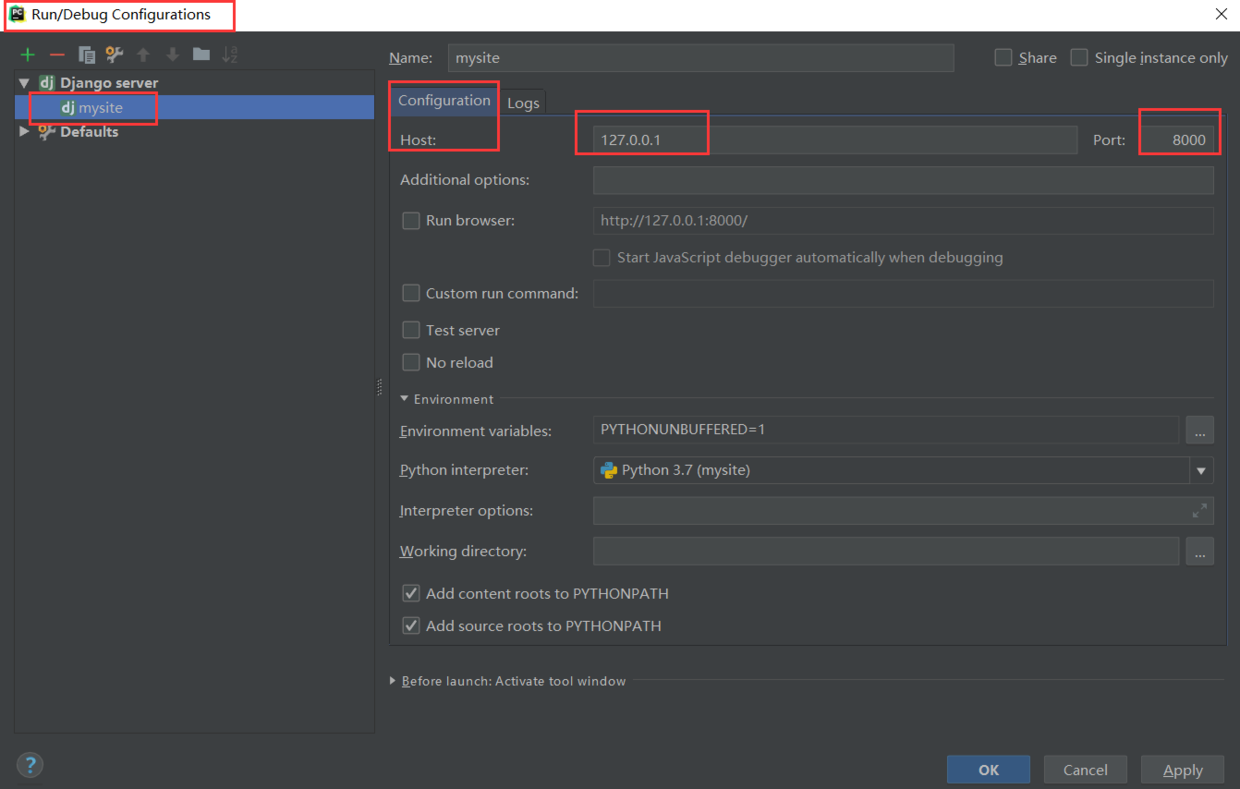 PC Run/Debug Configurations
Name: mysite Share Single instance only
dj Django server
dj mysite
Defaults
Configuration Logs
Host: 127.0.0.1 Port: 8000
Additional options:
Run browser: http://127.0.0.1:8000/
Start JavaScript debugger automatically when debugging
Custom run command:
Test server
No reload
Environment
Environment variables: PYTHONUNBUFFERED=1 ...
Python interpreter: Python 3.7 (mysite)
Interpreter options:
Working directory: ...
Add content roots to PYTHONPATH
Add source roots to PYTHONPATH
Before launch: Activate tool window
? OK Cancel Apply